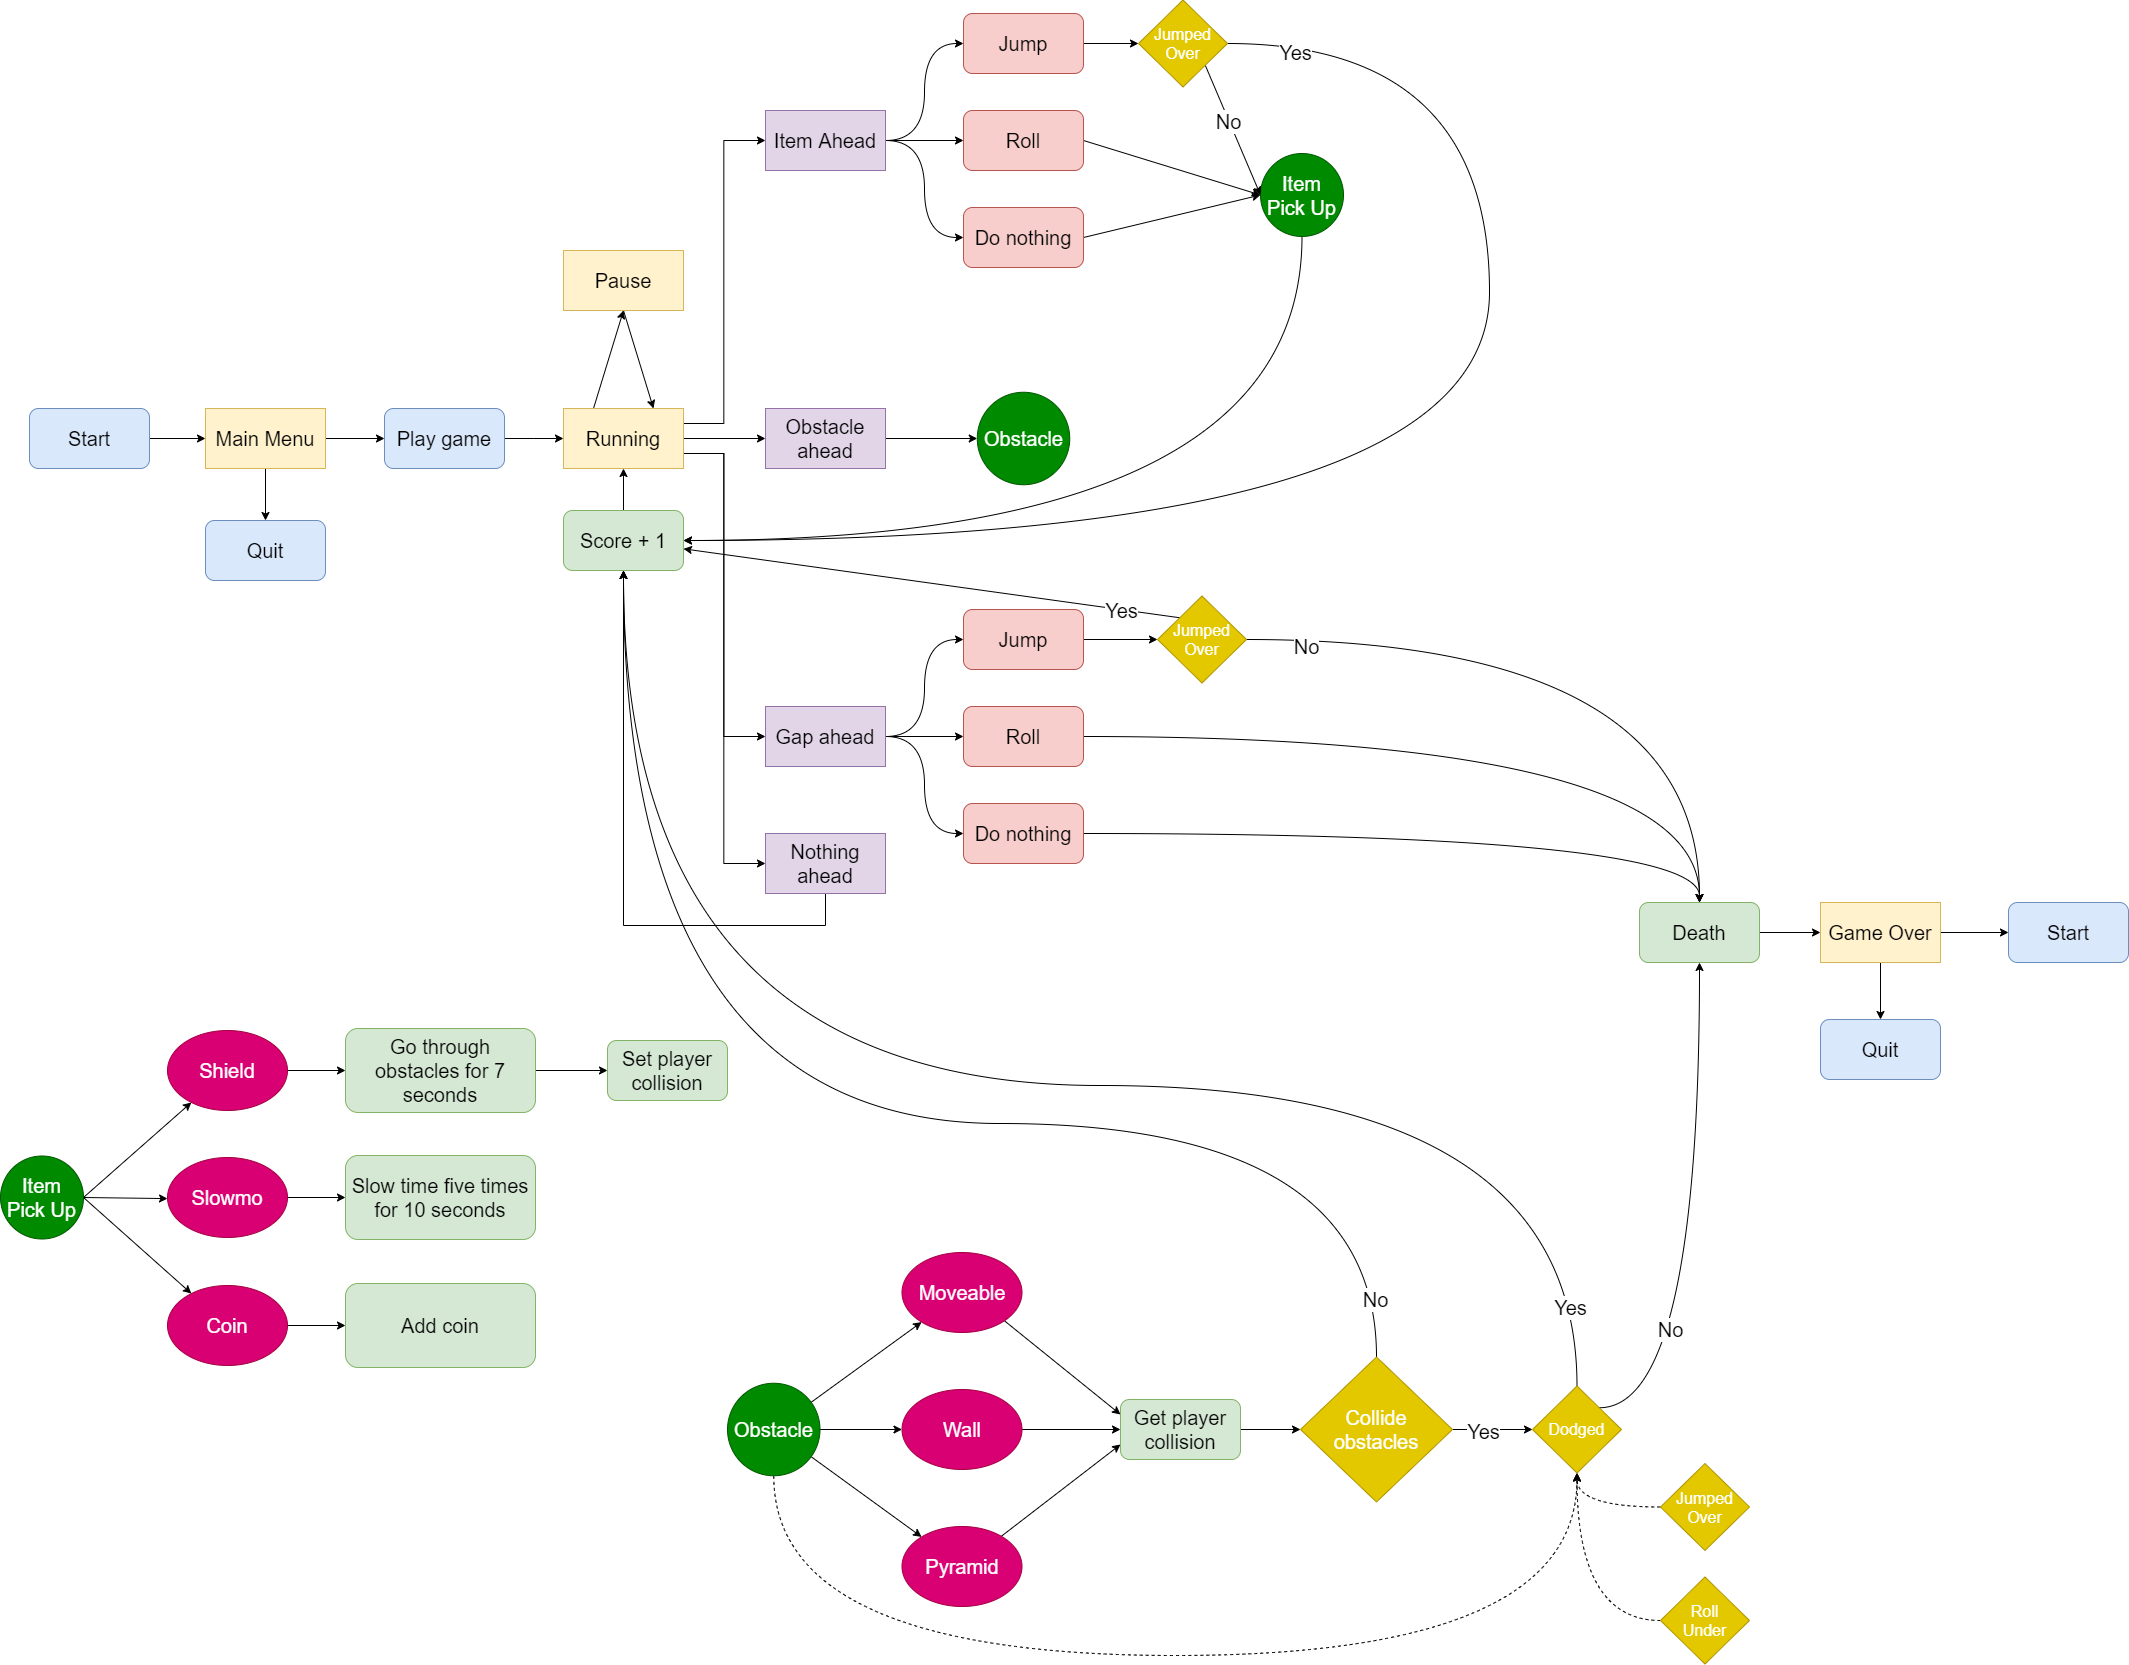 Jump
Jumped
Over
Yes
No
Item Ahead
Roll
Item
Pick Up
Do nothing
Pause
Start
Main Menu
Play game
Running
Obstacle
ahead
Obstacle
Quit
Score + 1
Yes
Jump
Jumped
Over
No
Gap ahead
Roll
Do nothing
Nothing
ahead
Death
Game Over
Start
Quit
Shield
Go through
obstacles for 7
seconds
Set player
collision
Item
Pick Up
Slowmo
Slow time five times
for 10 seconds
Coin
Add coin
Moveable
No
Yes
No
Obstacle
Wall
Get player
collision
Collide
obstacles
Yes
Dodged
Jumped
Over
Pyramid
Roll
Under